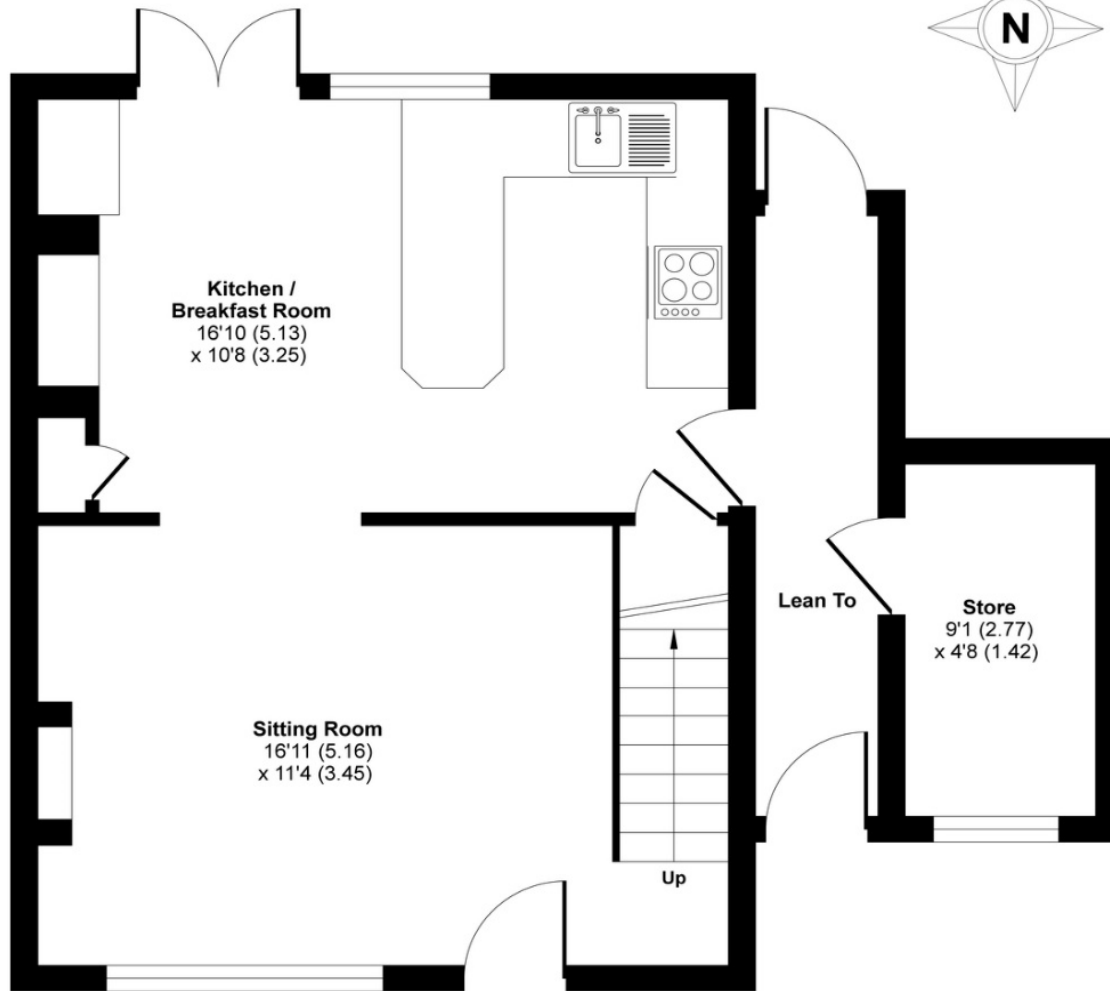 N
Kitchen /
Breakfast Room
16'10 (5.13)
x 10'8 (3.25)
Lean To
Store
9'1 (2.77)
x 4'8 (1.42)
Sitting Room
16'11 (5.16)
x 11'4 (3.45)
Up